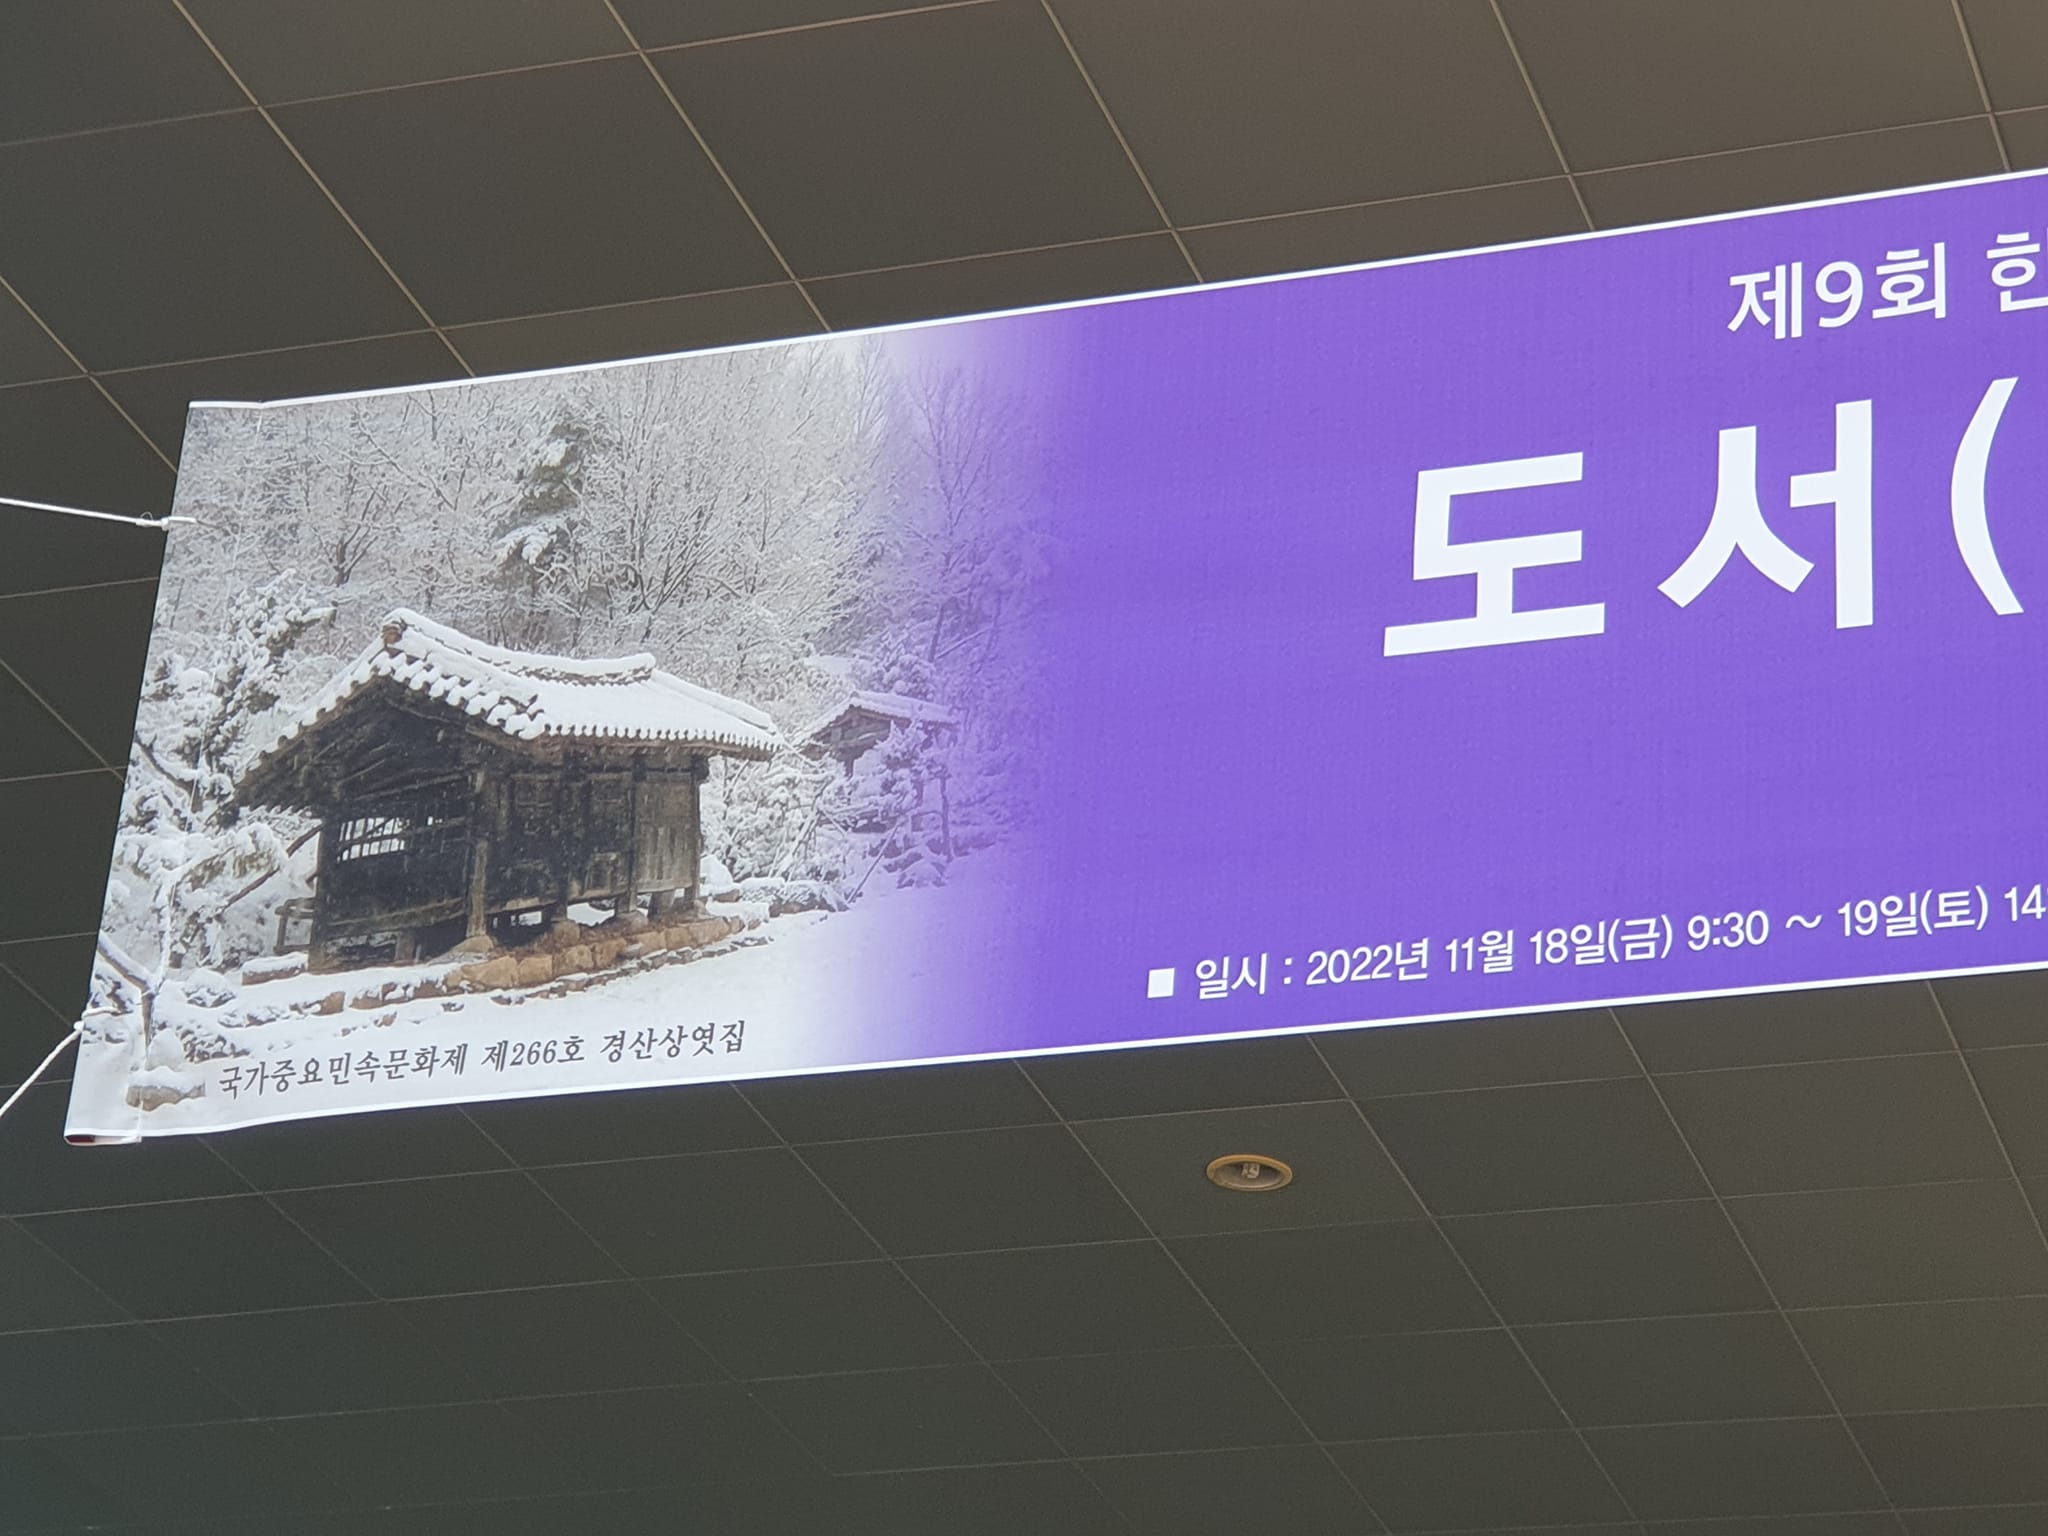 제9회
도서(
■ 일시 : 2022년 11월 18일(금) 9:30 ~ 19일(토) 14
국가중요민속문화제 제266호 경산상엿집